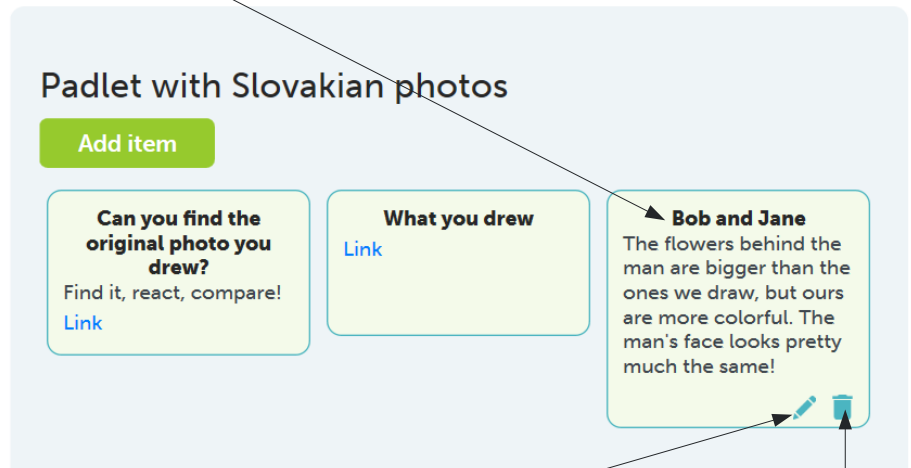 Padlet with Slovakian photos
Add item
Can you find the
original photo you
drew?
Find it, react, compare!
Link
What you drew
Link
Bob and Jane
The flowers behind the
man are bigger than the
ones we draw, but ours
are more colorful. The
man's face looks pretty
much the same!